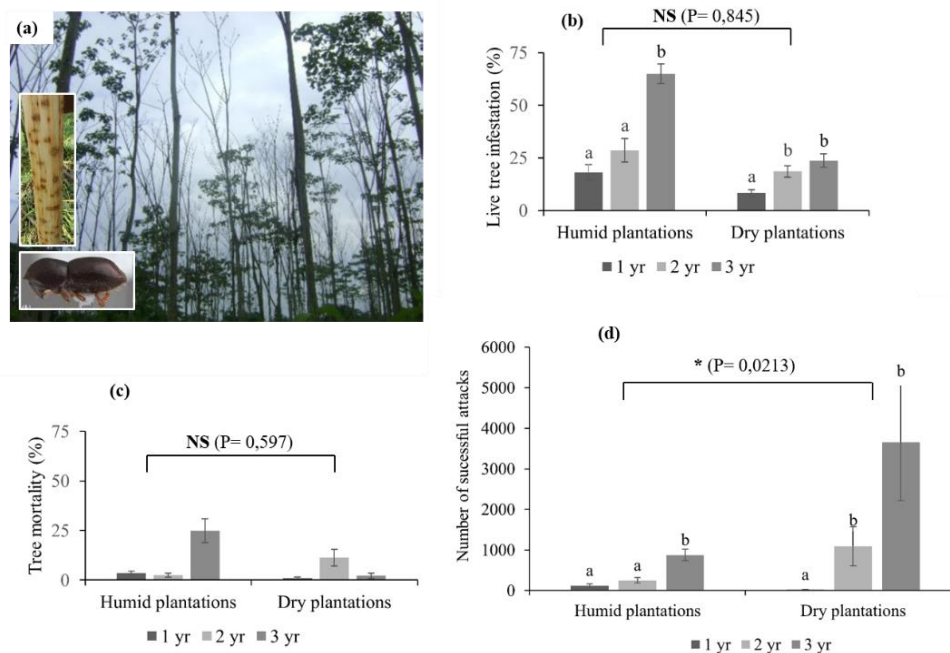 (a)
(b)
NS (P= 0,845)
Live tree infestation (%)
75
50
25
0
a
a
b
a
b
b
Humid plantations
Dry plantations
1 yr
2 yr
3 yr
(c)
NS (P= 0,597)
Tree mortality (%)
75
50
25
0
Humid plantations
Dry plantations
1 yr
2 yr
3 yr
(d)
* (P= 0,0213)
Number of sucessful attacks
6000
5000
4000
3000
2000
1000
0
a
a
b
a
b
b
Humid plantations
Dry plantations
1 yr
2 yr
3 yr